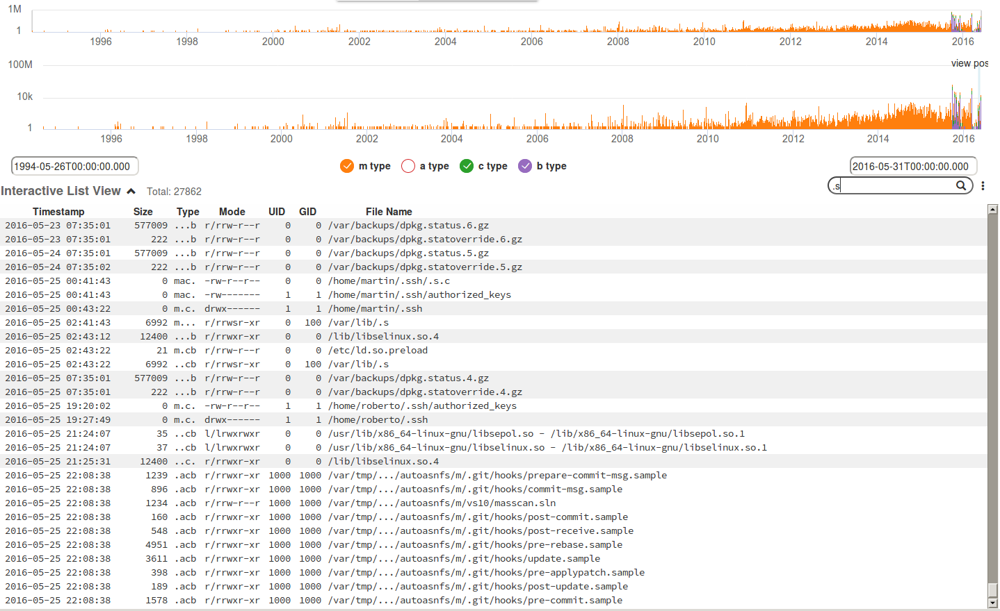 1M
1
1996 1998 2000 2002 2004 2006 2008 2010 2012 2014 2016
100M
view pos
10k
1
1996 1998 2000 2002 2004 2006 2008 2010 2012 2014 2016
1994-05-26T00:00:00.000 m type a type c type b type 2016-05-31T00:00:00.000
Interactive List View Total: 27862 .s
Timestamp Size Type Mode UID GID File Name
2016-05-23 07:35:01 577009 ...b r/rrw-r--r 0 0 /var/backups/dpkg.status.6.gz
2016-05-23 07:35:01 222 ...b r/rrw-r--r 0 0 /var/backups/dpkg.statoverride.6.gz
2016-05-24 07:35:01 577009 ...b r/rrw-r--r 0 0 /var/backups/dpkg.status.5.gz
2016-05-24 07:35:02 222 ...b r/rrw-r--r 0 0 /var/backups/dpkg.statoverride.5.gz
2016-05-25 00:41:43 0 mac. -rw-r--r-- 0 0 /home/martin/.ssh/.s.c
2016-05-25 00:41:43 0 mac. -rw------- 1 1 /home/martin/.ssh/authorized_keys
2016-05-25 00:43:22 0 m.c. drwx------ 1 1 /home/martin/.ssh
2016-05-25 02:41:43 6992 m... r/rrwsr-xr 0 100 /var/lib/.s
2016-05-25 02:43:12 12400 ...b r/rrwxr-xr 0 0 /lib/libselinux.so.4
2016-05-25 02:43:22 21 m.cb r/rrw-r--r 0 0 /etc/ld.so.preload
2016-05-25 02:43:22 6992 ..cb r/rrwsr-xr 0 100 /var/lib/.s
2016-05-25 07:35:01 577009 ...b r/rrw-r--r 0 0 /var/backups/dpkg.status.4.gz
2016-05-25 07:35:01 222 ...b r/rrw-r--r 0 0 /var/backups/dpkg.statoverride.4.gz
2016-05-25 19:20:02 0 m.c. -rw-r--r-- 1 1 /home/roberto/.ssh/authorized_keys
2016-05-25 19:27:49 0 m.c. drwx------ 1 1 /home/roberto/.ssh
2016-05-25 21:24:07 35 ..cb l/lrwxrwxr 0 0 /usr/lib/x86_64-linux-gnu/libsepol.so - /lib/x86_64-linux-gnu/libsepol.so.1
2016-05-25 21:24:07 37 ..cb l/lrwxrwxr 0 0 /usr/lib/x86_64-linux-gnu/libselinux.so - /lib/x86_64-linux-gnu/libselinux.so.1
2016-05-25 21:25:31 12400 ..c. r/rrwxr-xr 0 0 /lib/libselinux.so.4
2016-05-25 22:08:38 1239 .acb r/rrwxr-xr 1000 1000 /var/tmp/.../autoasnfs/m/.git/hooks/prepare-commit-msg.sample
2016-05-25 22:08:38 896 .acb r/rrwxr-xr 1000 1000 /var/tmp/.../autoasnfs/m/.git/hooks/commit-msg.sample
2016-05-25 22:08:38 1234 .acb r/rrw-r--r 1000 1000 /var/tmp/.../autoasnfs/m/vs10/masscan.sln
2016-05-25 22:08:38 160 .acb r/rrwxr-xr 1000 1000 /var/tmp/.../autoasnfs/m/.git/hooks/post-commit.sample
2016-05-25 22:08:38 548 .acb r/rrwxr-xr 1000 1000 /var/tmp/.../autoasnfs/m/.git/hooks/post-receive.sample
2016-05-25 22:08:38 4951 .acb r/rrwxr-xr 1000 1000 /var/tmp/.../autoasnfs/m/.git/hooks/pre-rebase.sample
2016-05-25 22:08:38 3611 .acb r/rrwxr-xr 1000 1000 /var/tmp/.../autoasnfs/m/.git/hooks/update.sample
2016-05-25 22:08:38 398 .acb r/rrwxr-xr 1000 1000 /var/tmp/.../autoasnfs/m/.git/hooks/pre-applypatch.sample
2016-05-25 22:08:38 189 .acb r/rrwxr-xr 1000 1000 /var/tmp/.../autoasnfs/m/.git/hooks/post-update.sample
2016-05-25 22:08:38 1578 .acb r/rrwxr-xr 1000 1000 /var/tmp/.../autoasnfs/m/.git/hooks/pre-commit.sample